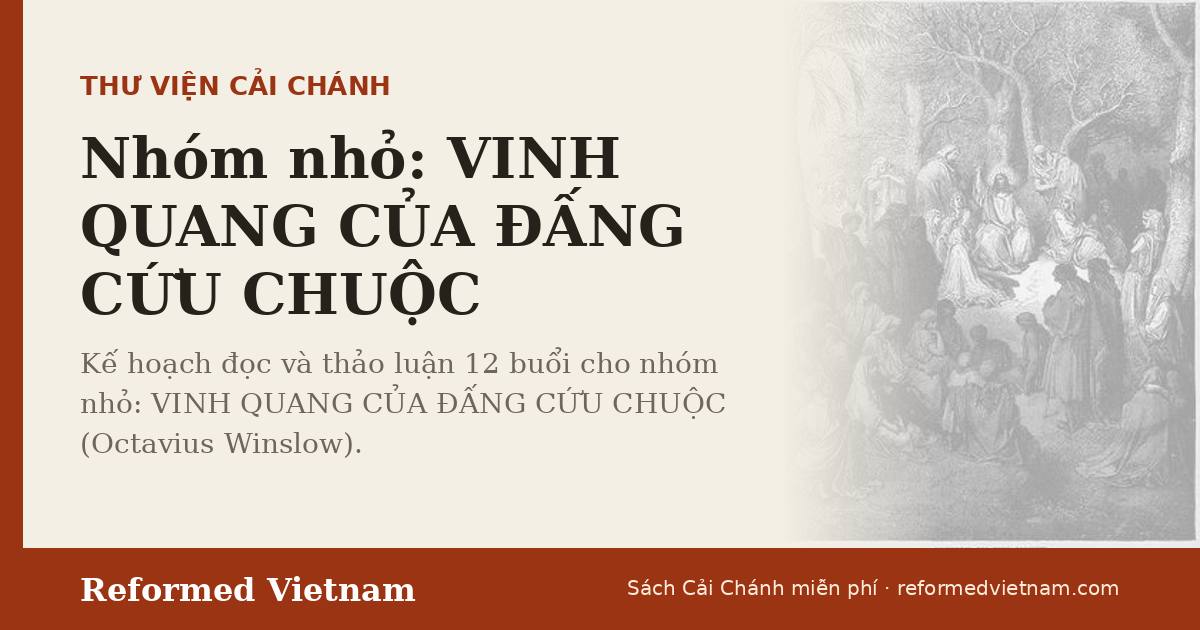 THƯ VIỆN CẢI CHÁNH
Nhóm nhỏ: VINH
QUANG CỦA ĐẤNG
CỨU CHUỘC
Kế hoạch đọc và thảo luận 12 buổi cho nhóm
nhỏ: VINH QUANG CỦA ĐẤNG CỨU CHUỘC
(Octavius Winslow).
Reformed Vietnam
Sách Cải Chánh miễn phí · reformedvietnam.com